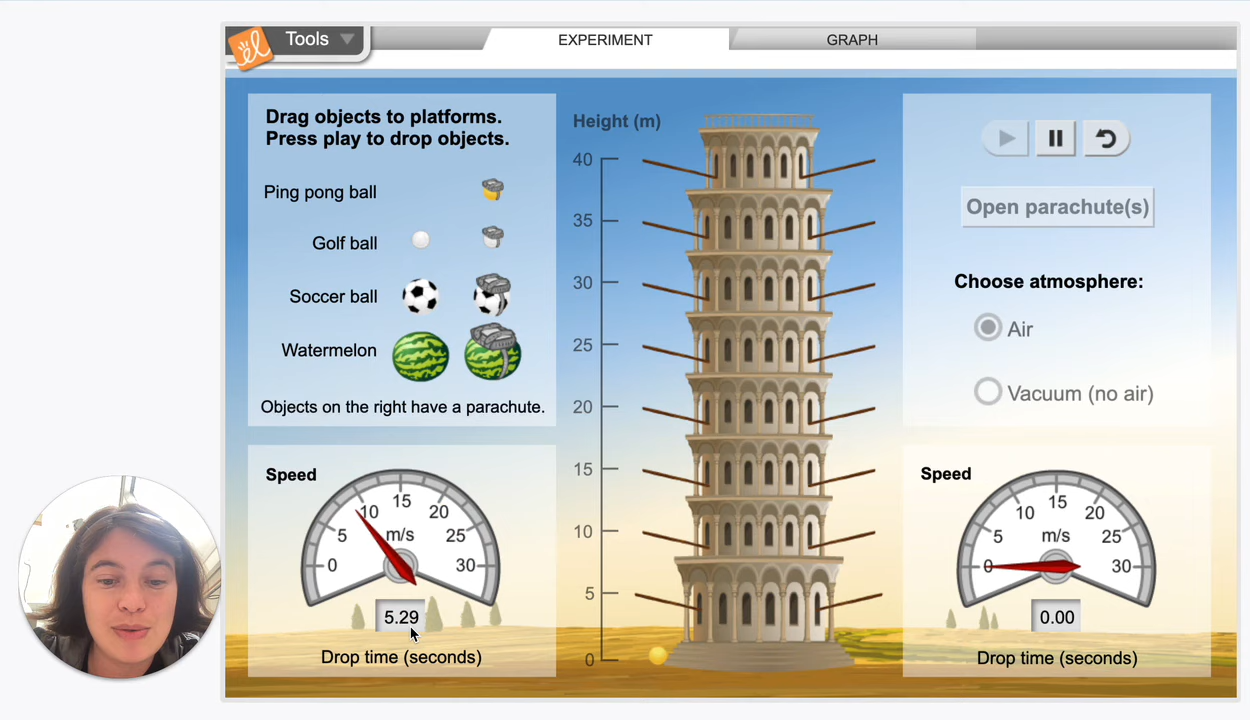 Tools
EXPERIMENT
GRAPH
Drag objects to platforms.
Press play to drop objects.
Ping pong ball
Golf ball
Soccer ball
Watermelon
Objects on the right have a parachute.
Height (m)
40
35
30
25
20
15
10
5
0
Open parachute(s)
Choose atmosphere:
Air
Vacuum (no air)
Speed
0
5
10
15
20
25
30
m/s
5.29
Drop time (seconds)
Speed
0
5
10
15
20
25
30
m/s
0.00
Drop time (seconds)